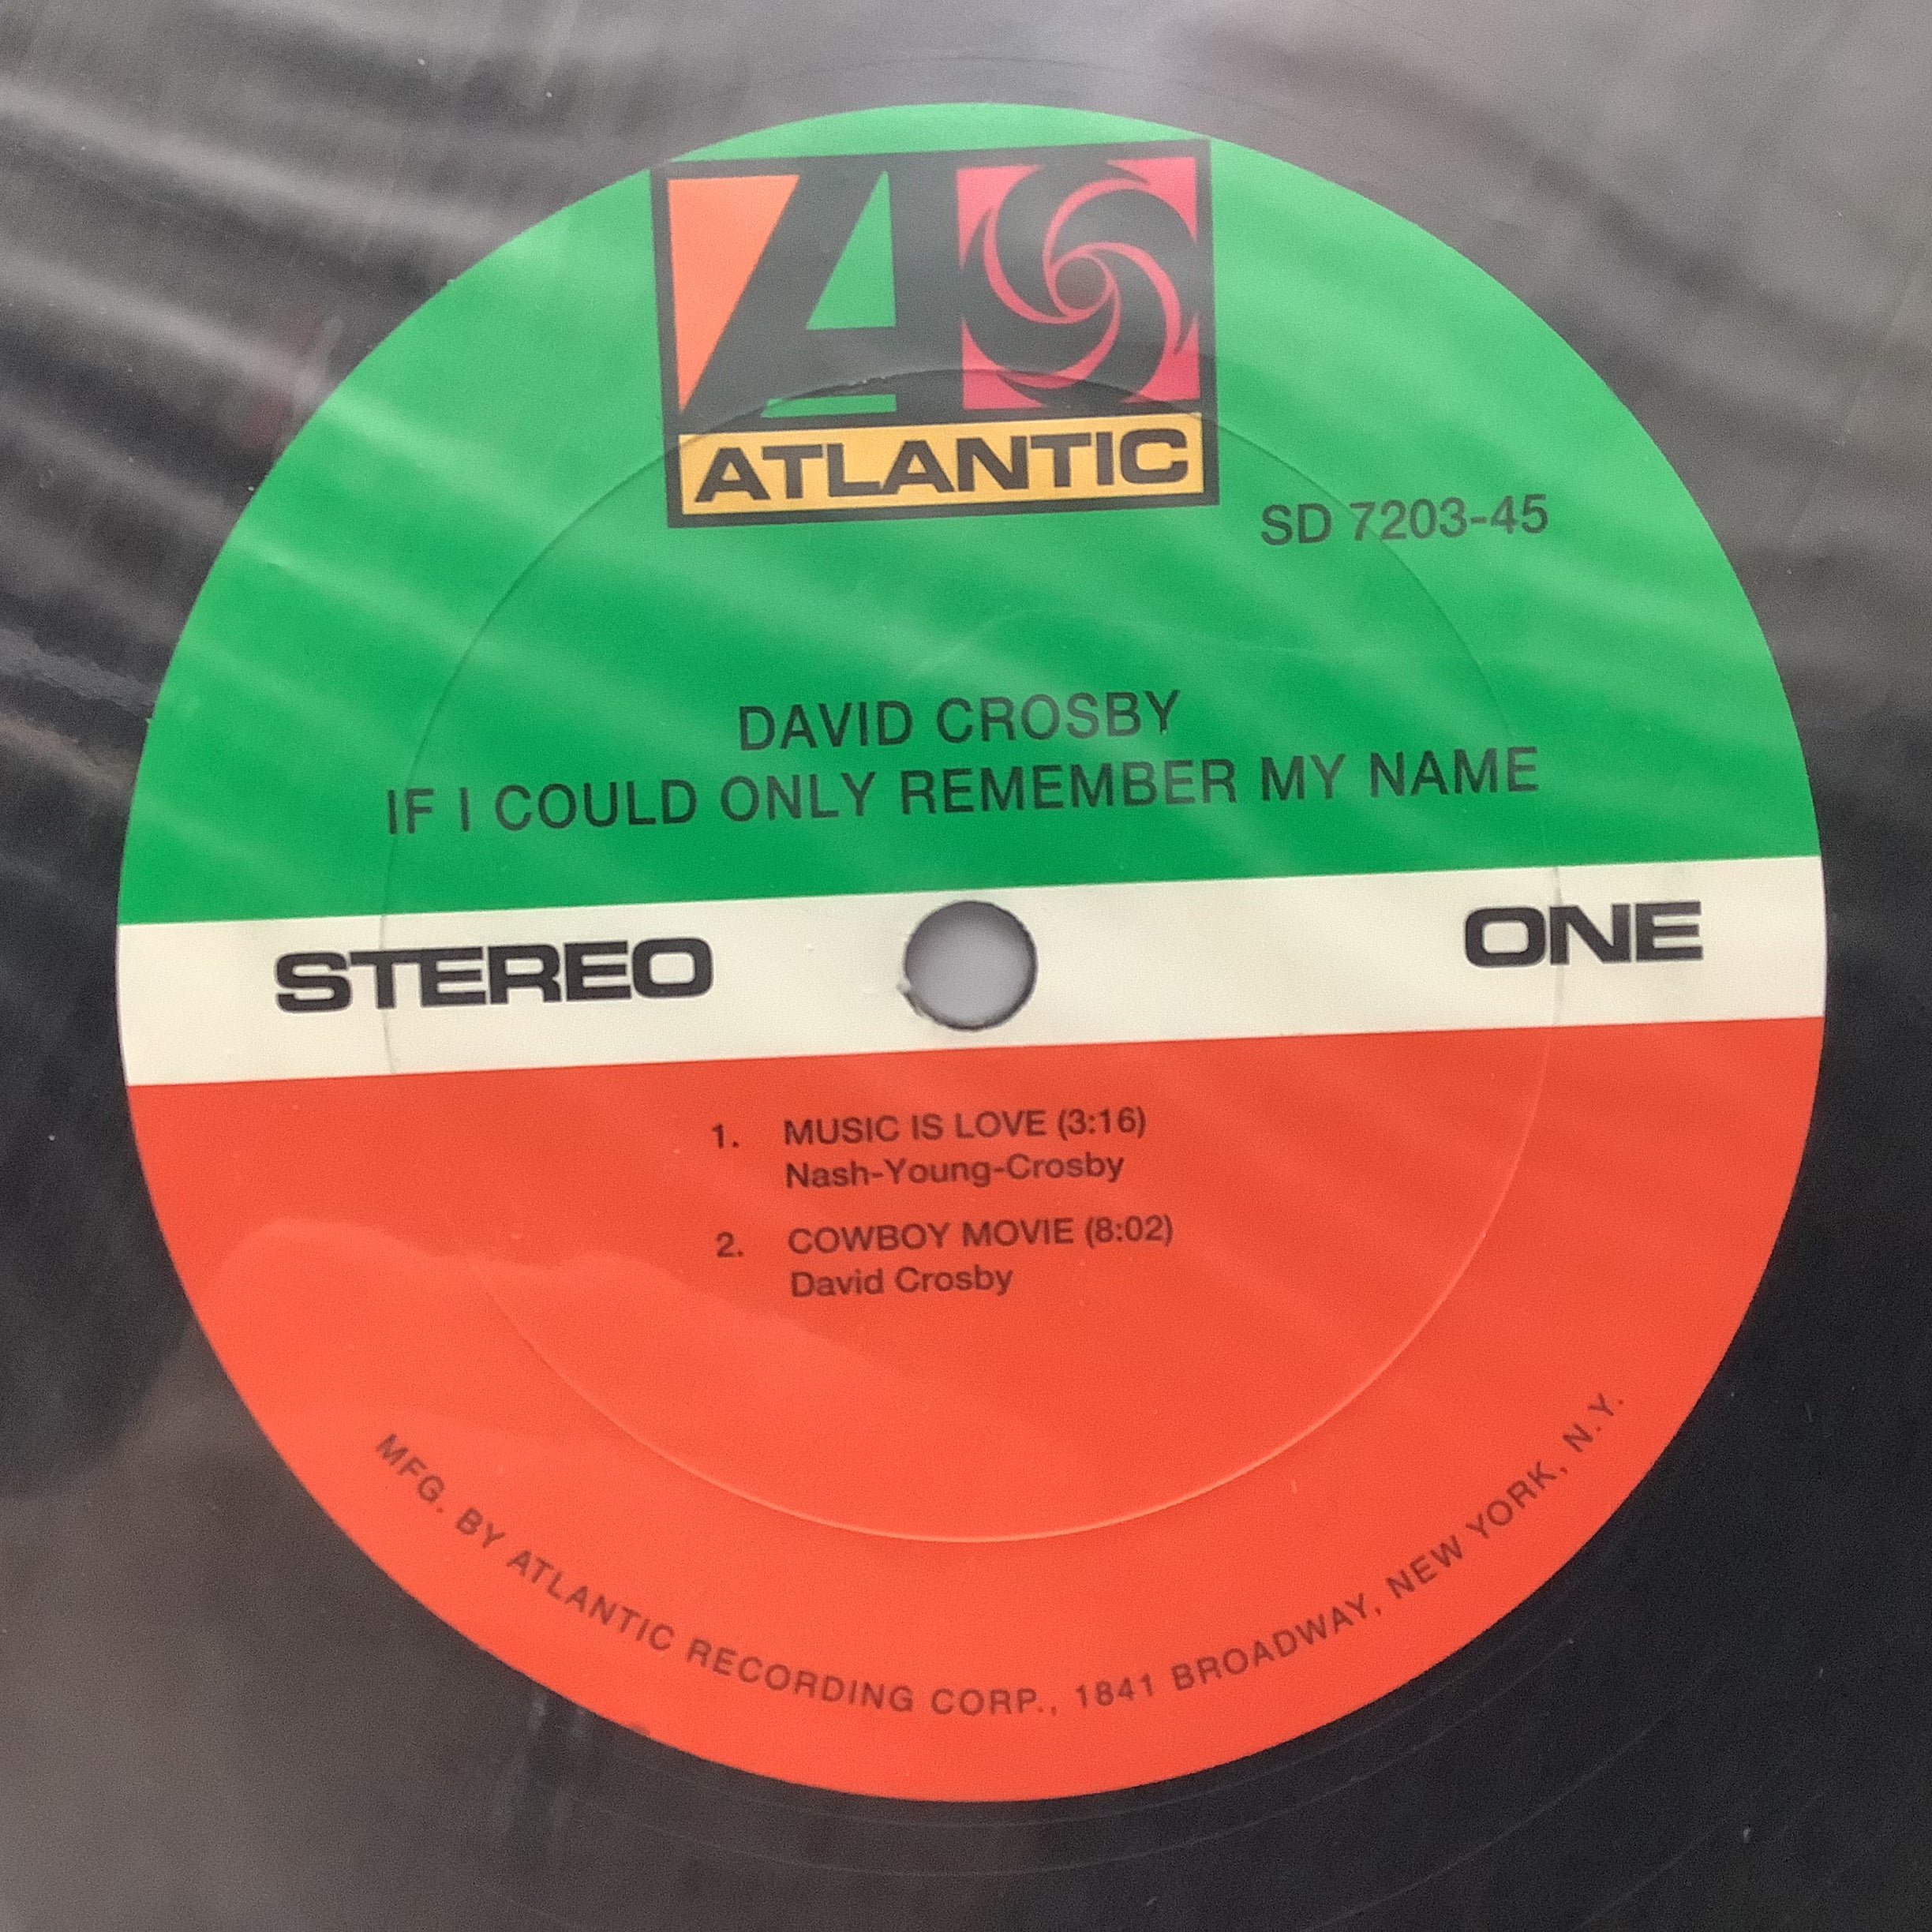 ATLANTIC
SD 7203-45
DAVID CROSBY
IF I COULD ONLY REMEMBER MY NAME
STEREO
ONE
1. MUSIC IS LOVE (3:16)
Nash-Young-Crosby
2. COWBOY MOVIE (8:02)
David Crosby
MFG. BY ATLANTIC RECORDING CORP., 1841 BROADWAY, NEW YORK, N.Y.